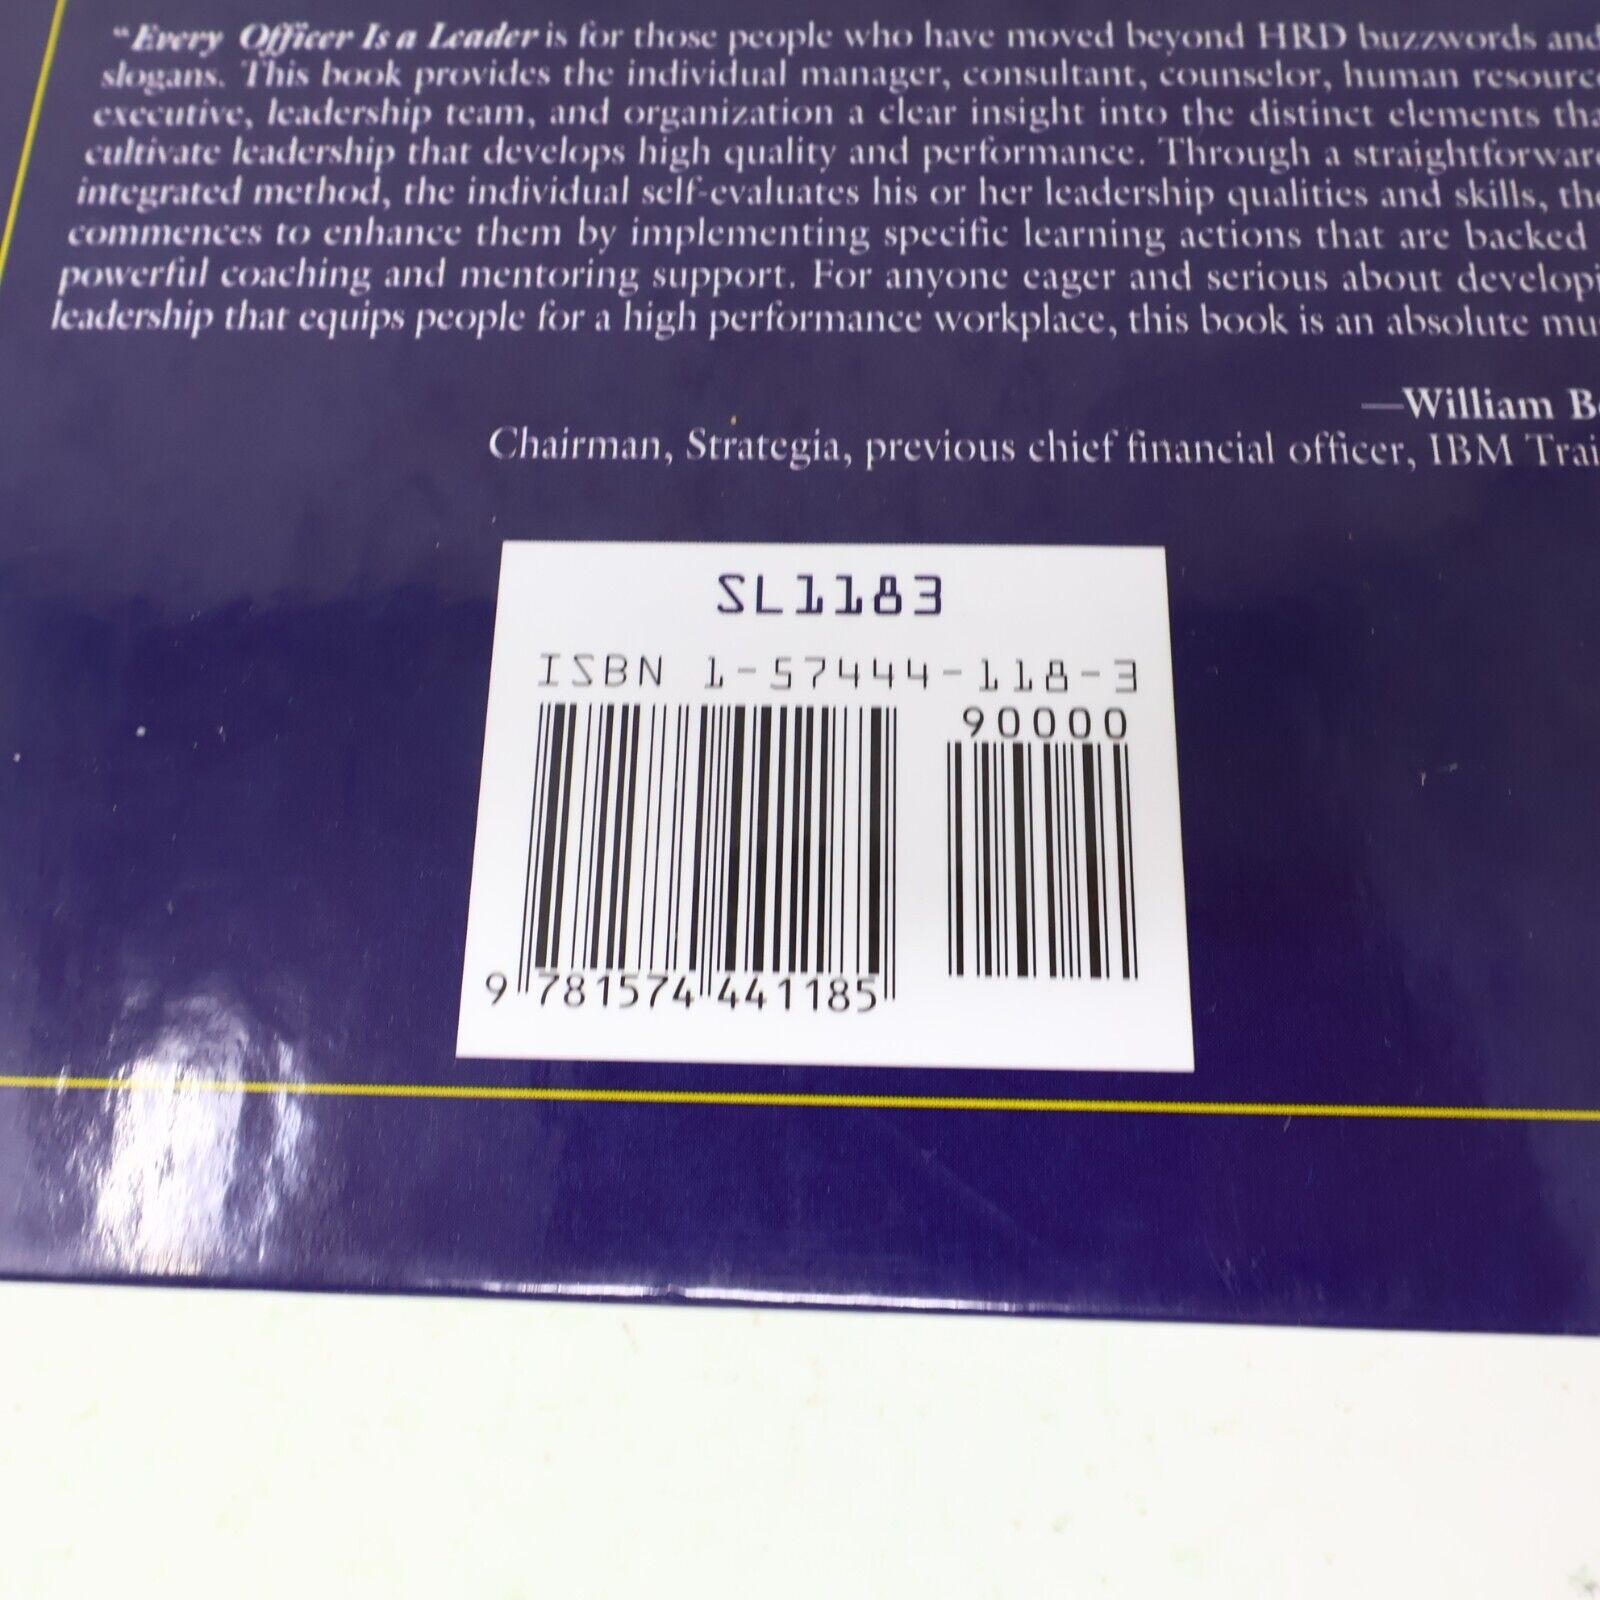 "Every Officer Is a Leader is for those people who have moved beyond HRD buzzwords and
slogans. This book provides the individual manager, consultant, counselor, human resource
executive, leadership team, and organization a clear insight into the distinct elements tha
cultivate leadership that develops high quality and performance. Through a straightforward
integrated method, the individual self-evaluates his or her leadership qualities and skills, the
commences to enhance them by implementing specific learning actions that are backed
powerful coaching and mentoring support. For anyone eager and serious about developi
leadership that equips people for a high performance workplace, this book is an absolute mu
—William B
Chairman, Strategia, previous chief financial officer, IBM Trai
SL1183
ISBN 1-57444-118-3
90000
9 781574 441185